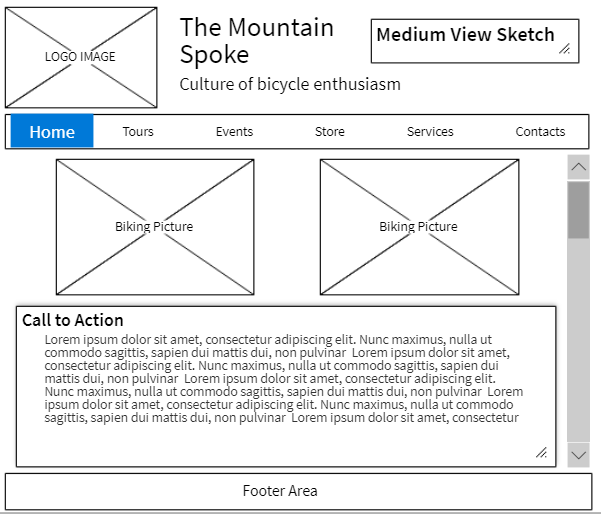 LOGO IMAGE
The Mountain
Spoke
Culture of bicycle enthusiasm
Medium View Sketch
Home Tours Events Store Services Contacts
Biking Picture Biking Picture
Call to Action
Lorem ipsum dolor sit amet, consectetur adipiscing elit. Nunc maximus, nulla ut
commodo sagittis, sapien dui mattis dui, non pulvinar Lorem ipsum dolor sit amet,
consectetur adipiscing elit. Nunc maximus, nulla ut commodo sagittis, sapien dui
mattis dui, non pulvinar Lorem ipsum dolor sit amet, consectetur adipiscing elit.
Nunc maximus, nulla ut commodo sagittis, sapien dui mattis dui, non pulvinar Lorem
ipsum dolor sit amet, consectetur adipiscing elit. Nunc maximus, nulla ut commodo
sagittis, sapien dui mattis dui, non pulvinar Lorem ipsum dolor sit amet, consectetur
Footer Area